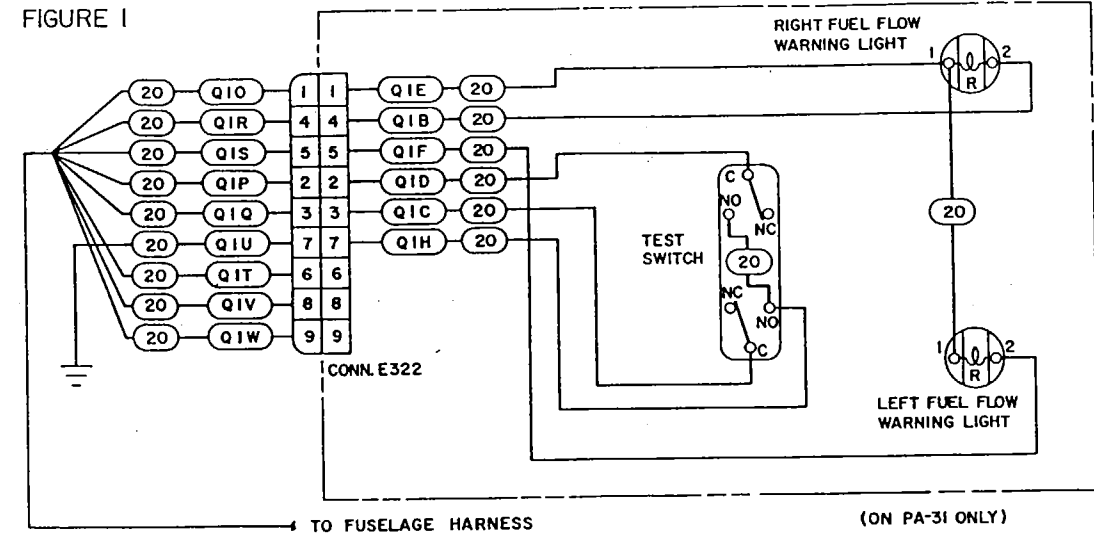 FIGURE I
RIGHT FUEL FLOW
WARNING LIGHT
1 2
R
20 Q1O 1 1 Q1E 20
20 Q1R 4 4 Q1B 20
20 Q1S 5 5 Q1F 20
20 Q1P 2 2 Q1D 20
20 Q1Q 3 3 Q1C 20
20 Q1U 7 7 Q1H 20
20 Q1T 6 6
20 Q1V 8 8
20 Q1W 9 9
CONN. E322
C
NO
NC
TEST
SWITCH
20
NC
NO
C
20
1 2
R
LEFT FUEL FLOW
WARNING LIGHT
TO FUSELAGE HARNESS
(ON PA-31 ONLY)